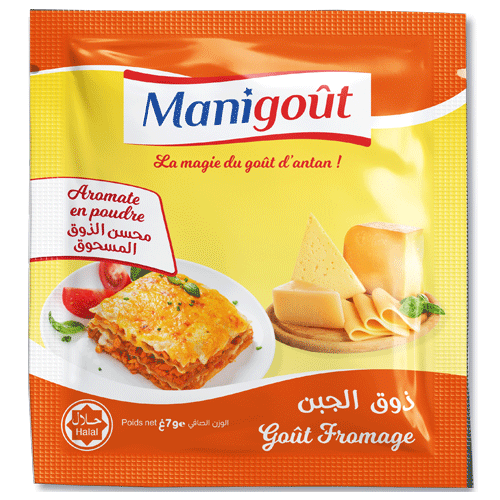 Manigoût
La magie du goût d'antan !
Aromate
en poudre
محسن الذوق
المسحوق
ذوق الجبن
Goût Fromage
حلال
Halal
Poids net 7g غ℮ الوزن الصافي